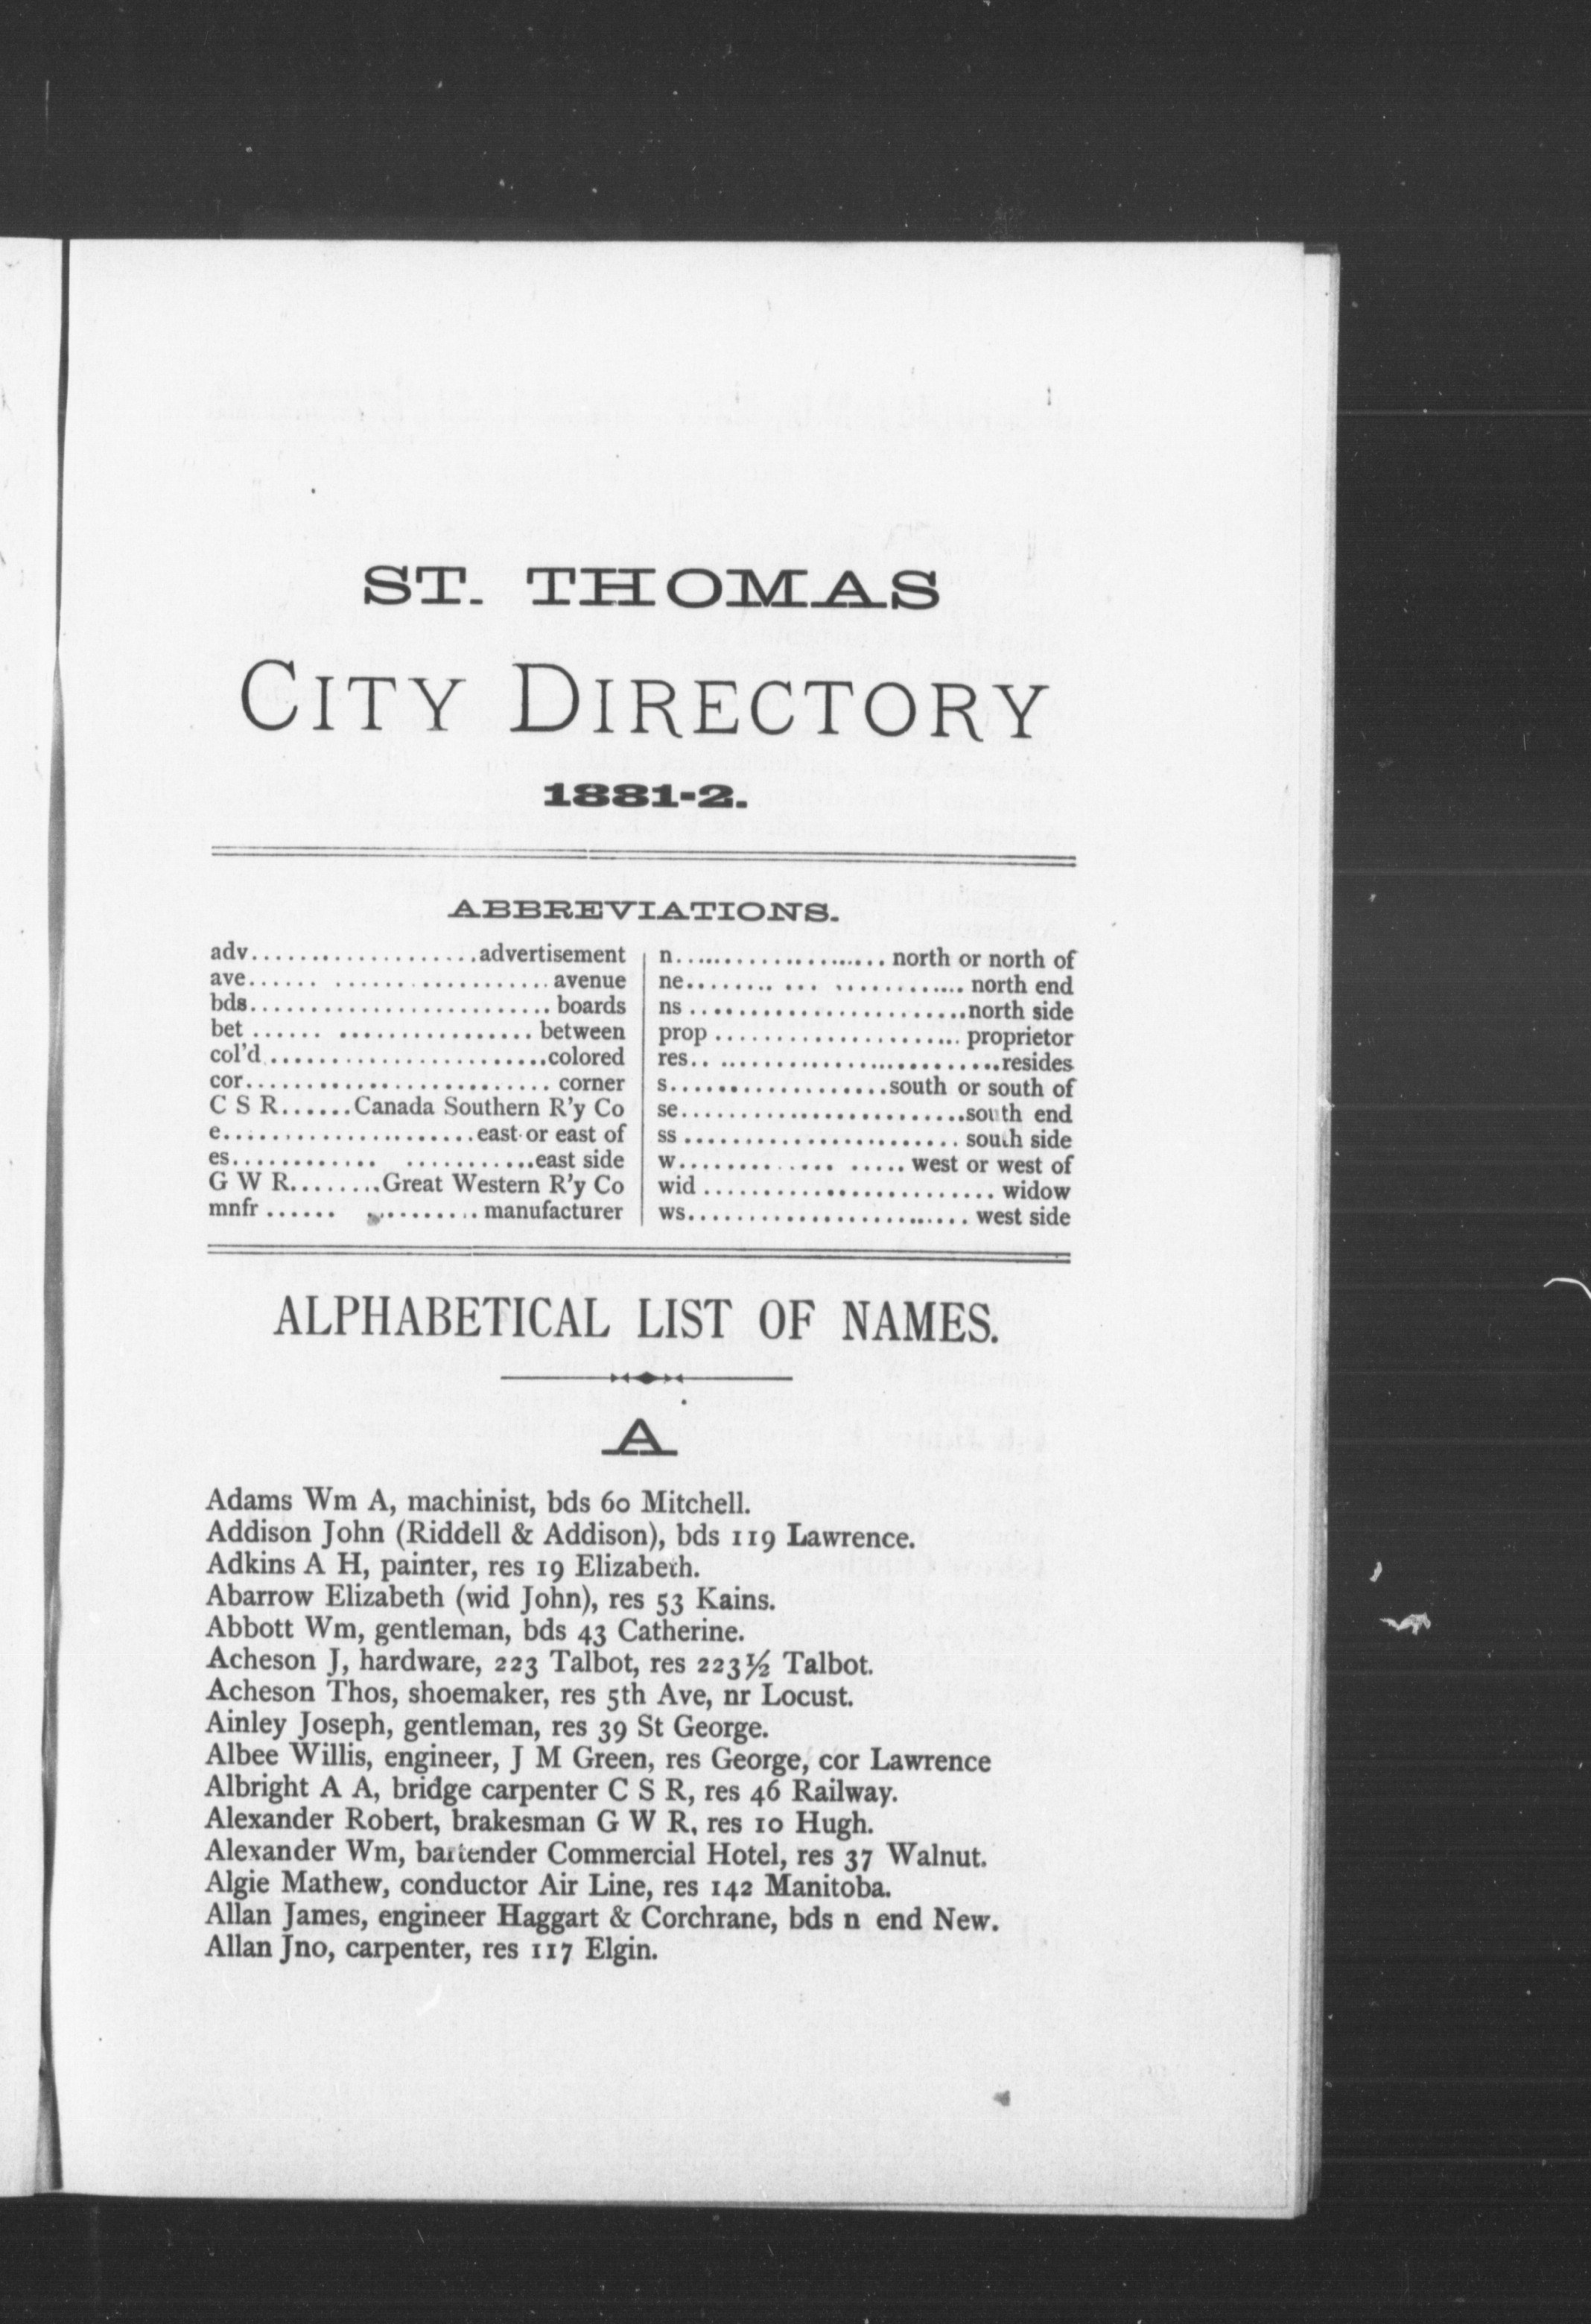 ST. THOMAS
CITY DIRECTORY
1881-2.
ABBREVIATIONS.
adv...................advertisement
ave...... .................. avenue
bds......................... boards
bet ...... ................ between
col'd.......................colored
cor......................... corner
C S R......Canada Southern R'y Co
e.....................east or east of
es............ ...........east side
G W R........Great Western R'y Co
mnfr ...... .......... manufacturer
n.................. north or north of
ne........ ... ........... north end
ns .......................north side
prop .................... proprietor
res.. .......................resides
s..................south or south of
se.......................south end
ss ....................... south side
w............. ..... west or west of
wid ........................ widow
ws....................... west side
ALPHABETICAL LIST OF NAMES.
A
Adams Wm A, machinist, bds 60 Mitchell.
Addison John (Riddell & Addison), bds 119 Lawrence.
Adkins A H, painter, res 19 Elizabeth.
Abarrow Elizabeth (wid John), res 53 Kains.
Abbott Wm, gentleman, bds 43 Catherine.
Acheson J, hardware, 223 Talbot, res 223½ Talbot.
Acheson Thos, shoemaker, res 5th Ave, nr Locust.
Ainley Joseph, gentleman, res 39 St George.
Albee Willis, engineer, J M Green, res George, cor Lawrence
Albright A A, bridge carpenter C S R, res 46 Railway.
Alexander Robert, brakesman G W R, res 10 Hugh.
Alexander Wm, bartender Commercial Hotel, res 37 Walnut.
Algie Mathew, conductor Air Line, res 142 Manitoba.
Allan James, engineer Haggart & Corchrane, bds n end New.
Allan Jno, carpenter, res 117 Elgin.